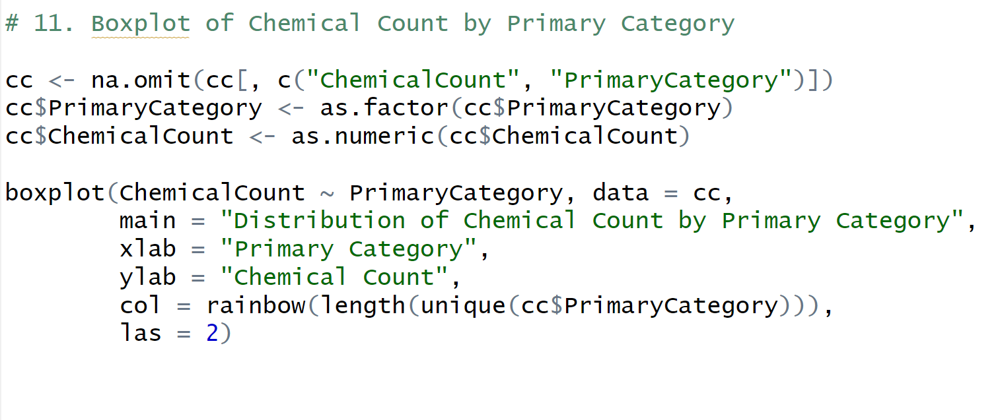 # 11. Boxplot of Chemical Count by Primary Category
cc <- na.omit(cc[, c("ChemicalCount", "PrimaryCategory")])
cc$PrimaryCategory <- as.factor(cc$PrimaryCategory)
cc$ChemicalCount <- as.numeric(cc$ChemicalCount)
boxplot(ChemicalCount ~ PrimaryCategory, data = cc,
main = "Distribution of Chemical Count by Primary Category",
xlab = "Primary Category",
ylab = "Chemical Count",
col = rainbow(length(unique(cc$PrimaryCategory))),
las = 2)